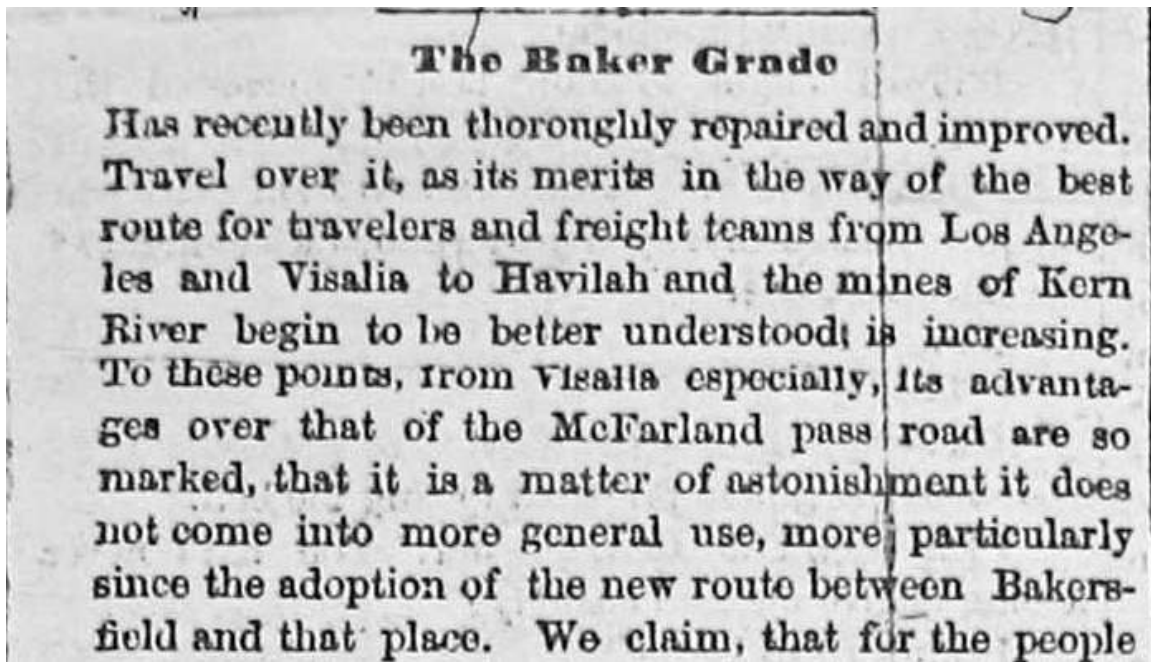 The Baker Grade
Has recently been thoroughly repaired and improved.
Travel over it, as its merits in the way of the best
route for travelers and freight teams from Los Ange-
les and Visalia to Havilah and the mines of Kern
River begin to be better understood; is increasing.
To these points, from Visalia especially, its advanta-
ges over that of the McFarland pass road are so
marked, that it is a matter of astonishment it does
not come into more general use, more particularly
since the adoption of the new route between Bakers-
field and that place. We claim, that for the people